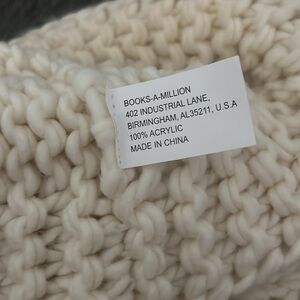 BOOKS-A-MILLION
402 INDUSTRIAL LANE,
BIRMINGHAM, AL35211, U.S.A
100% ACRYLIC
MADE IN CHINA